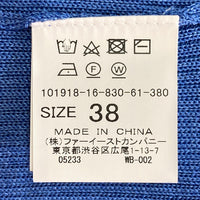 101918-16-830-61-380
SIZE 38
MADE IN CHINA
(株)ファーイーストカンパニー
東京都渋谷区広尾1-13-7
05233 WB-002